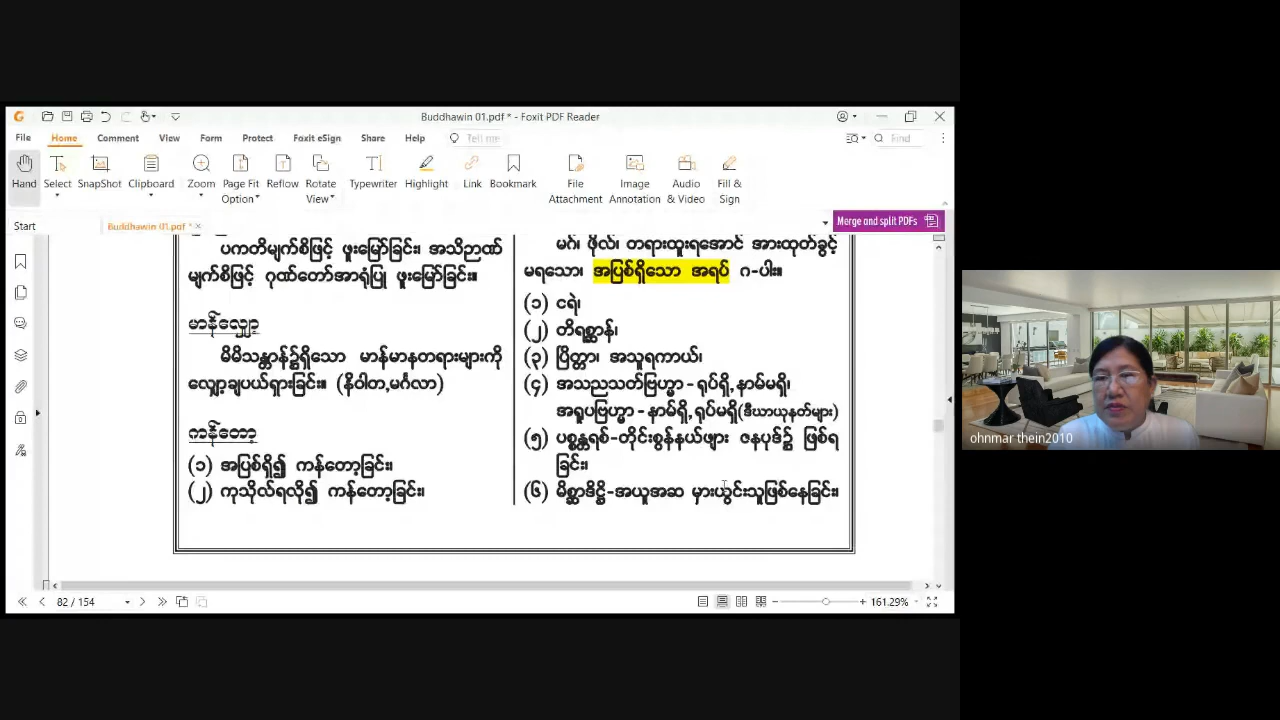 Buddhawin 01.pdf * - Foxit PDF Reader
File Home Comment View Form Protect Foxit eSign Share Help Tell me Find
Hand Select SnapShot Clipboard Zoom Page Fit Option Reflow Rotate View Typewriter Highlight Link Bookmark File Attachment Image Annotation Audio & Video Fill & Sign
Start Buddhawin 01.pdf * Merge and split PDFs
ပကတိမျက်စိဖြင့် ဖူးမြော်ခြင်း၊ အသိဉာဏ်
မျက်စိဖြင့် ဂုဏ်တော်အာရုံပြု ဖူးမြော်ခြင်း။
မာန်လျှော့
မိမိသန္တာန်၌ရှိသော မာန်မာနတရားများကို
လျှော့ချပယ်ရှားခြင်း။ (နိဝါတ,မင်္ဂလာ)
ကန်တော့
(၁) အပြစ်ရှိ၍ ကန်တော့ခြင်း၊
(၂) ကုသိုလ်ရလို၍ ကန်တော့ခြင်း၊
မဂ်၊ ဖိုလ်၊ တရားထူးရအောင် အားထုတ်ခွင့်
မရသော၊ အပြစ်ရှိသော အရပ် ဂ-ပါး။
(၁) ငရဲ၊
(၂) တိရစ္ဆာန်၊
(၃) ပြိတ္တာ၊ အသူရကာယ်၊
(၄) အသညသတ်ဗြဟ္မာ - ရုပ်ရှိ, နာမ်မရှိ၊
အရူပဗြဟ္မာ - နာမ်ရှိ, ရုပ်မရှိ(ဒီဃာယုနတ်များ)
(၅) ပစ္စန္တရစ်-တိုင်းစွန်နယ်ဖျား ဇနပုဒ်၌ ဖြစ်ရ
ခြင်း၊
(၆) မိစ္ဆာဒိဋ္ဌိ-အယူအဆ မှားယွင်းသူဖြစ်နေခြင်း၊
82 / 154
161.29%
ohnmar thein2010